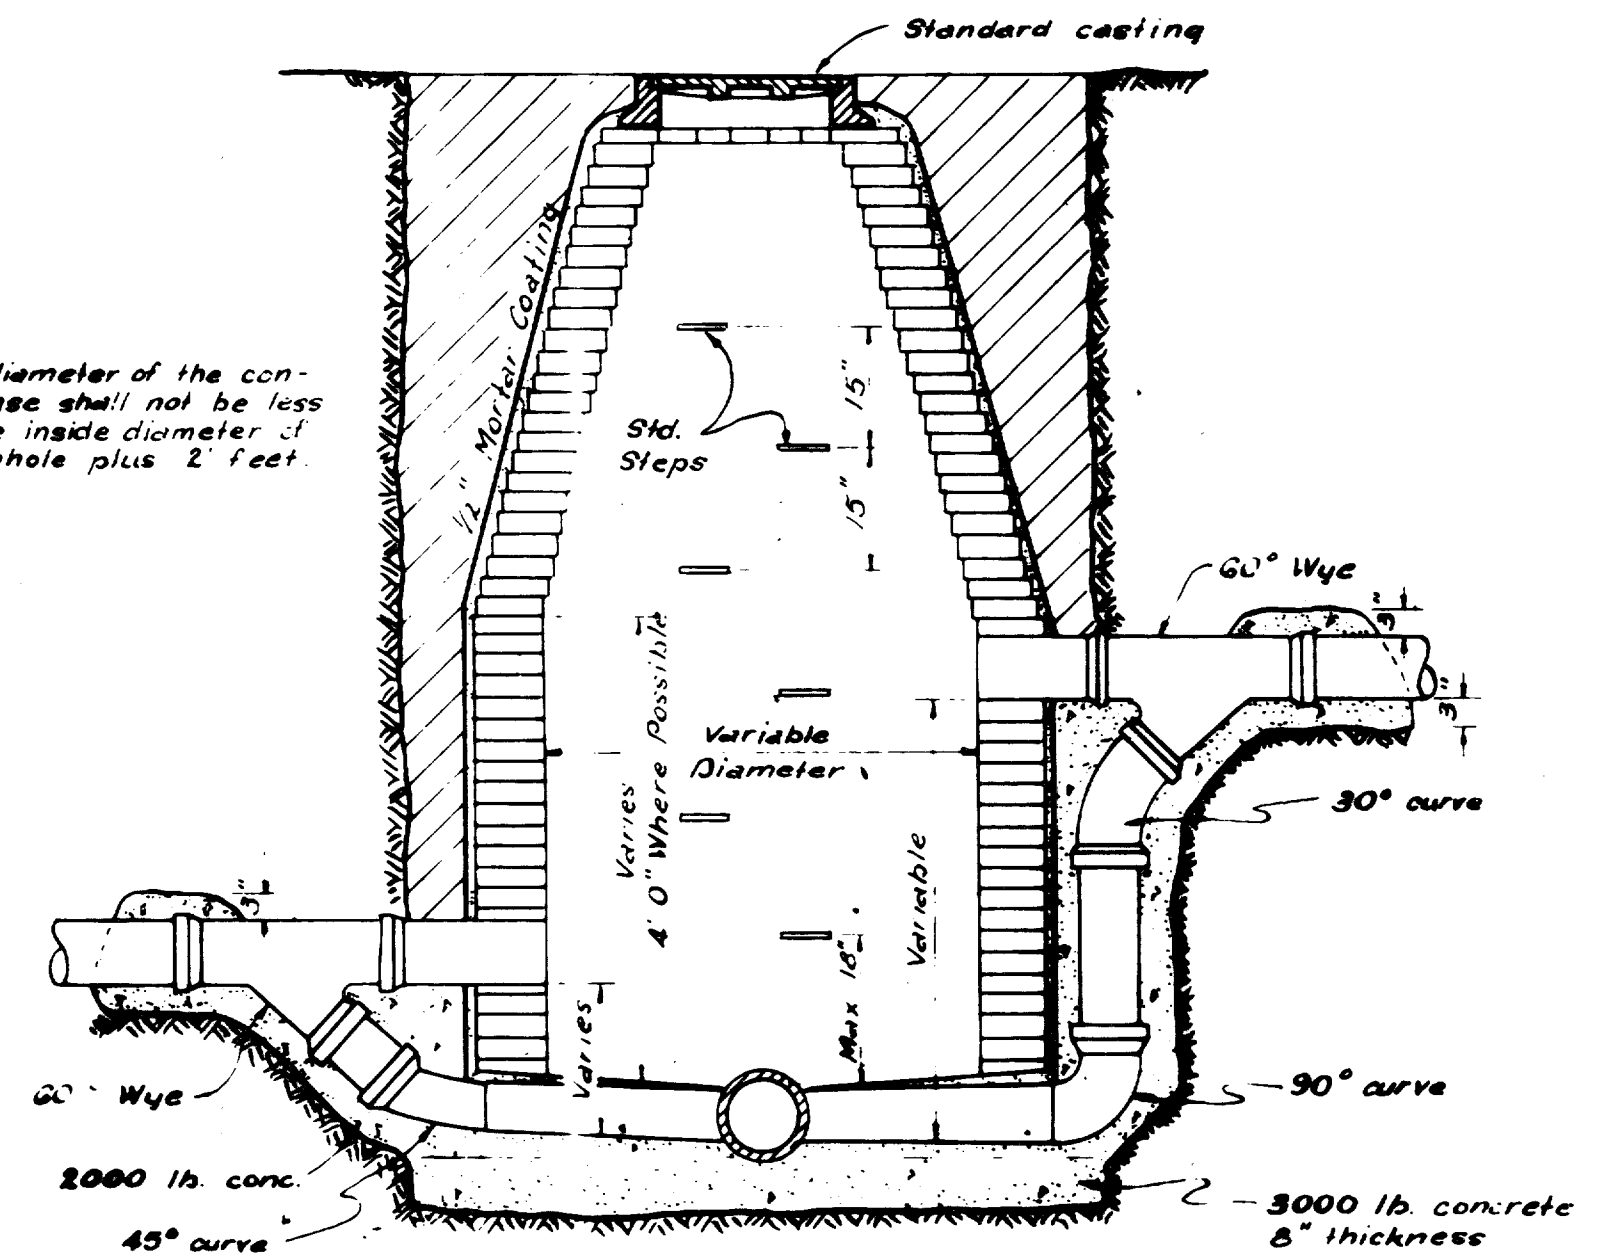 Standard casting
1/2" Mortar Coating
diameter of the con-
shall not be less
inside diameter of
plus 2' feet.
15"
Std.
Steps
15"
60° Wye
3"
3"
Varies
4' 0" Where Possible
Variable
Diameter
30° curve
Variable
3"
Max 18"
Varies
60° Wye
90° curve
2000 lb. conc.
45° curve
3000 lb. concrete
8" thickness